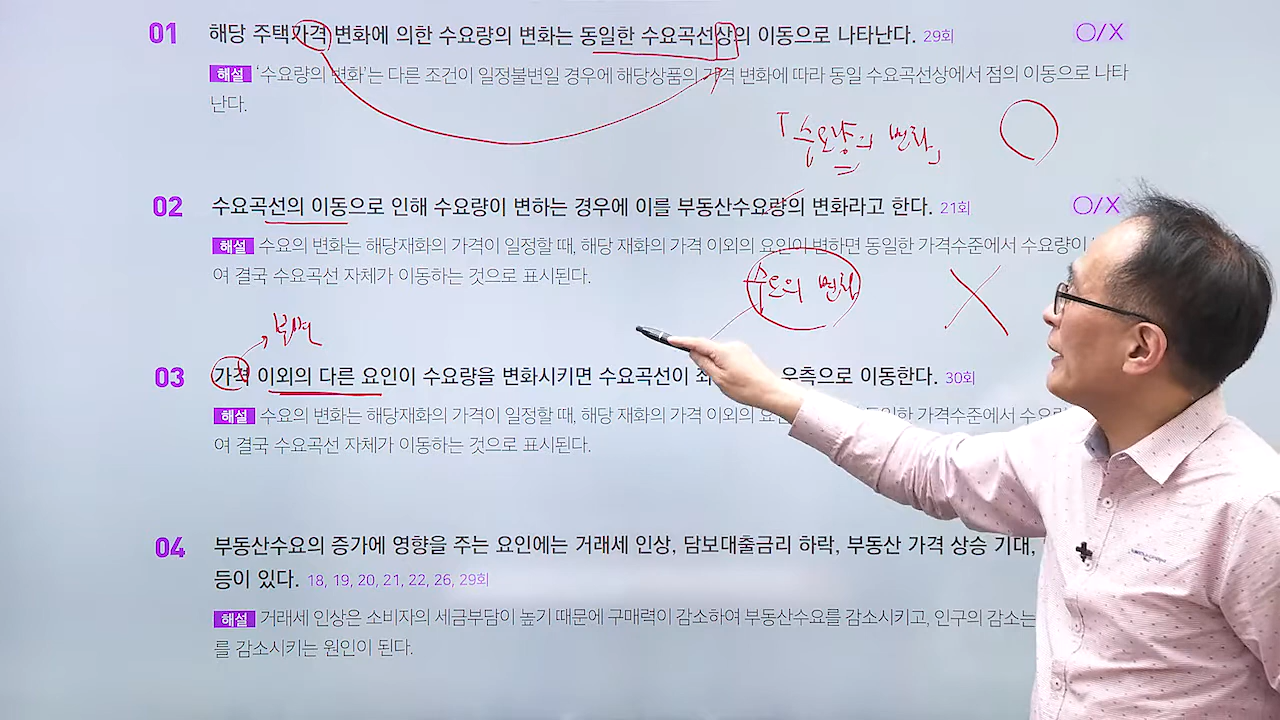 01 해당 주택가격 변화에 의한 수요량의 변화는 동일한 수요곡선상의 이동으로 나타난다. 29회 O/X
해설 '수요량의 변화'는 다른 조건이 일정불변일 경우에 해당상품의 가격 변화에 따라 동일 수요곡선상에서 점의 이동으로 나타
난다.
「수요량의 변화」
02 수요곡선의 이동으로 인해 수요량이 변하는 경우에 이를 부동산수요량의 변화라고 한다. 21회 O/X
해설 수요의 변화는 해당재화의 가격이 일정할 때, 해당 재화의 가격 이외의 요인이 변하면 동일한 가격수준에서 수요량이
여 결국 수요곡선 자체가 이동하는 것으로 표시된다.
변화
03 가격 이외의 다른 요인이 수요량을 변화시키면 수요곡선이 우측으로 이동한다. 30회
해설 수요의 변화는 해당재화의 가격이 일정할 때, 해당 재화의 가격 이외의 동일한 가격수준에서
여 결국 수요곡선 자체가 이동하는 것으로 표시된다.
04 부동산수요의 증가에 영향을 주는 요인에는 거래세 인상, 담보대출금리 하락, 부동산 가격 상승 기대,
등이 있다. 18, 19, 20, 21, 22, 26, 29회
해설 거래세 인상은 소비자의 세금부담이 높기 때문에 구매력이 감소하여 부동산수요를 감소시키고, 인구의 감소는
를 감소시키는 원인이 된다.